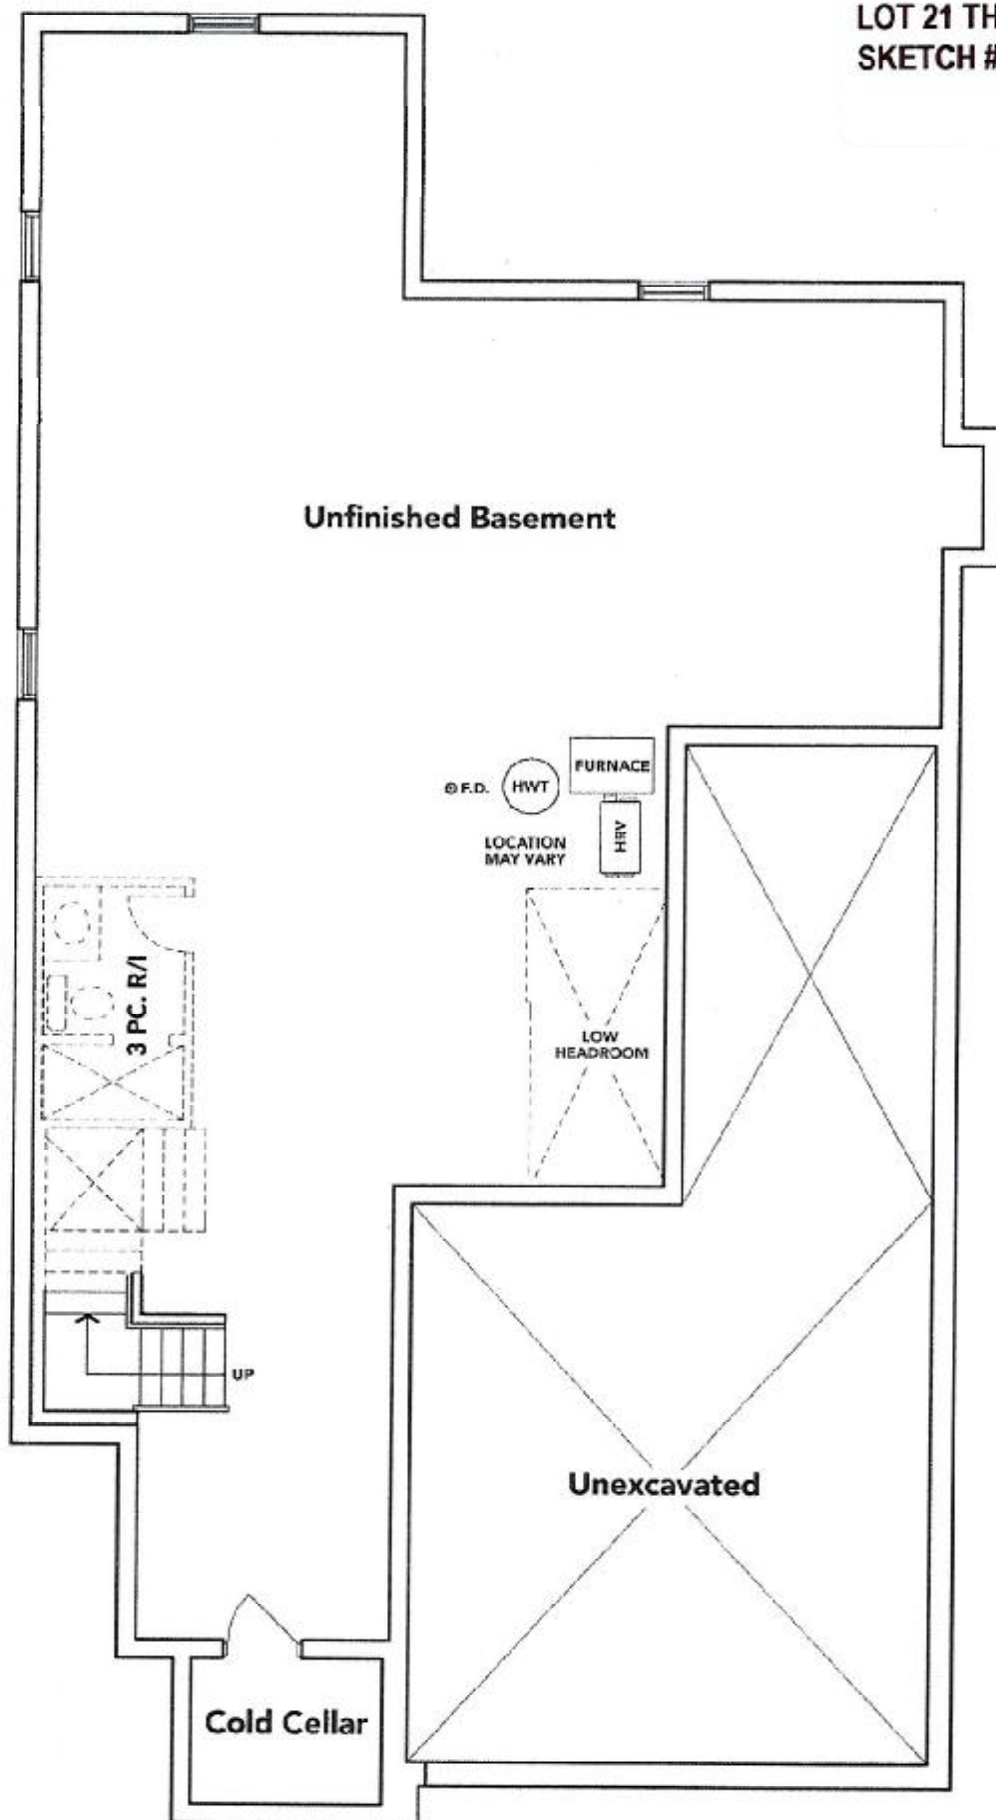 LOT 21 TH
SKETCH #
Unfinished Basement
FURNACE
F.D.
HWT
HRV
LOCATION
MAY VARY
3 PC. R/I
LOW
HEADROOM
UP
Unexcavated
Cold Cellar